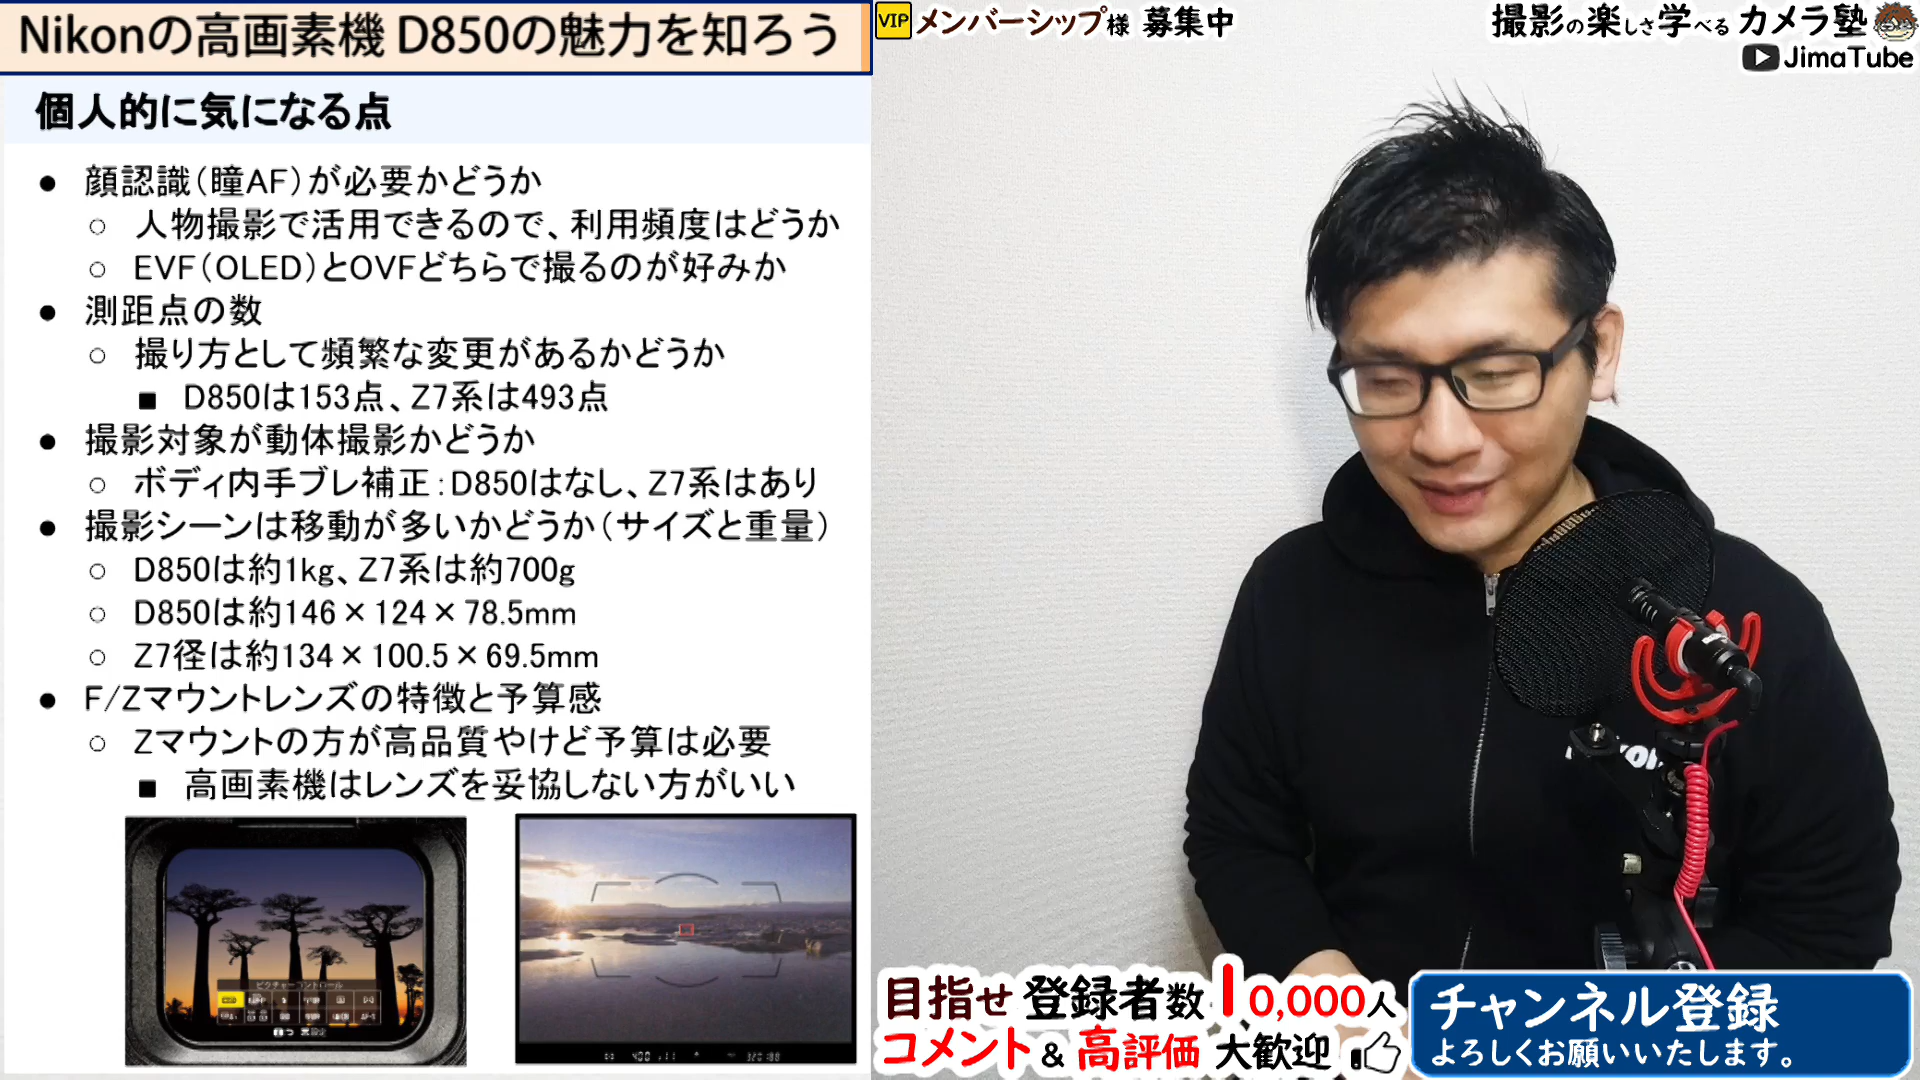 Nikonの高画素機 D850の魅力を知ろう
VIP メンバーシップ様 募集中
撮影の楽しさ学べる カメラ塾
JimaTube
個人的に気になる点
● 顔認識（瞳AF）が必要かどうか
○ 人物撮影で活用できるので、利用頻度はどうか
○ EVF（OLED）とOVFどちらで撮るのが好みか
● 測距点の数
○ 撮り方として頻繁な変更があるかどうか
■ D850は153点、Z7系は493点
● 撮影対象が動体撮影かどうか
○ ボディ内手ブレ補正：D850はなし、Z7系はあり
● 撮影シーンは移動が多いかどうか（サイズと重量）
○ D850は約1kg、Z7系は約700g
○ D850は約146×124×78.5mm
○ Z7径は約134×100.5×69.5mm
● F/Zマウントレンズの特徴と予算感
○ Zマウントの方が高品質やけど予算は必要
■ 高画素機はレンズを妥協しない方がいい
ピクチャーコントロール
400
目指せ 登録者数 10,000人
コメント & 高評価 大歓迎
チャンネル登録
よろしくお願いいたします。